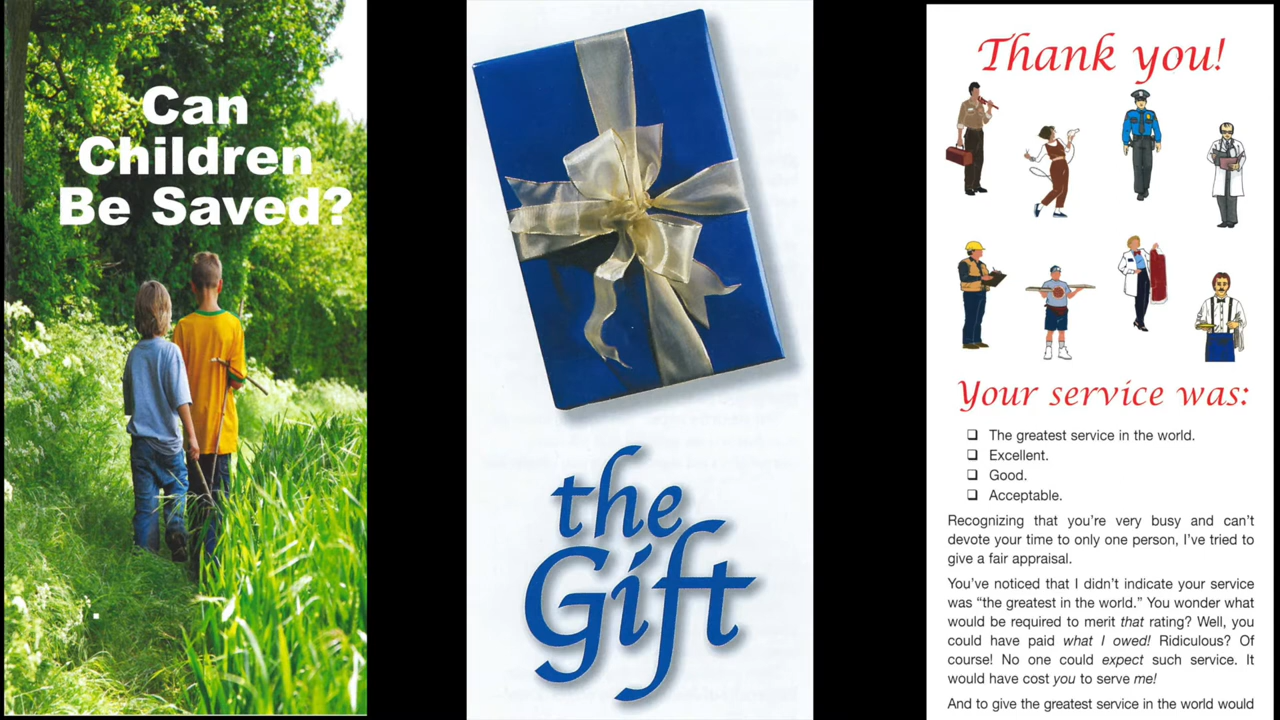 Can
Children
Be Saved?
the
Gift
Thank you!
Your service was:
❑ The greatest service in the world.
❑ Excellent.
❑ Good.
❑ Acceptable.
Recognizing that you’re very busy and can’t
devote your time to only one person, I’ve tried to
give a fair appraisal.
You’ve noticed that I didn’t indicate your service
was “the greatest in the world.” You wonder what
would be required to merit that rating? Well, you
could have paid what I owed! Ridiculous? Of
course! No one could expect such service. It
would have cost you to serve me!
And to give the greatest service in the world would